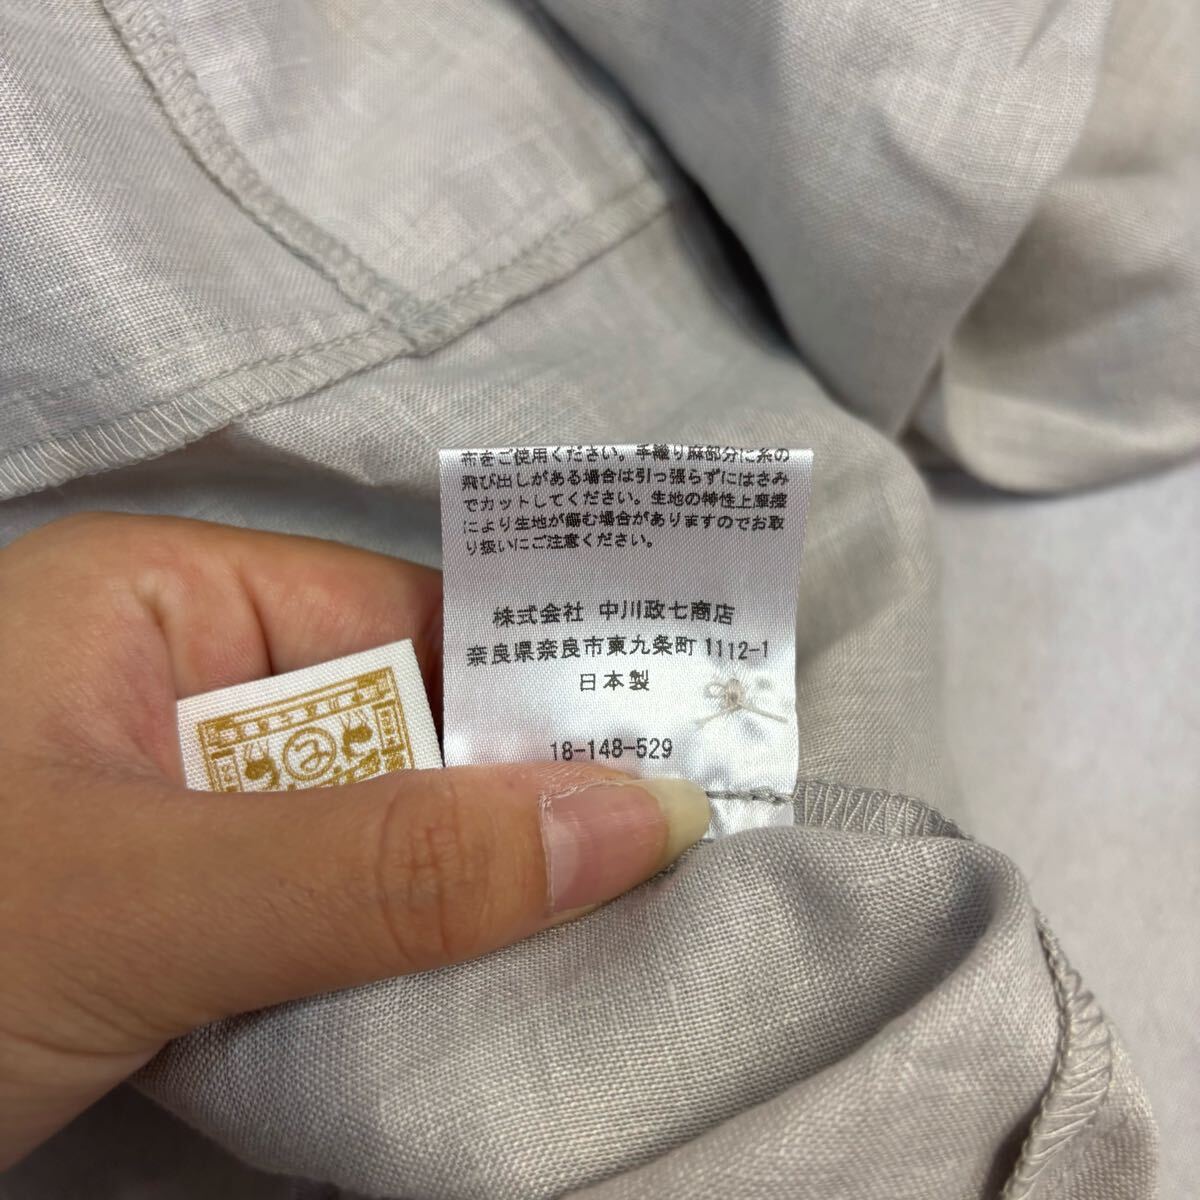 布をご使用ください。手織り麻部分に糸の
飛び出しがある場合は引っ張らずにはさみ
でカットしてください。生地の特性上摩擦
により生地が傷む場合がありますのでお取
り扱いにご注意ください。
株式会社 中川政七商店
奈良県奈良市東九条町1112-1
日本製
18-148-529